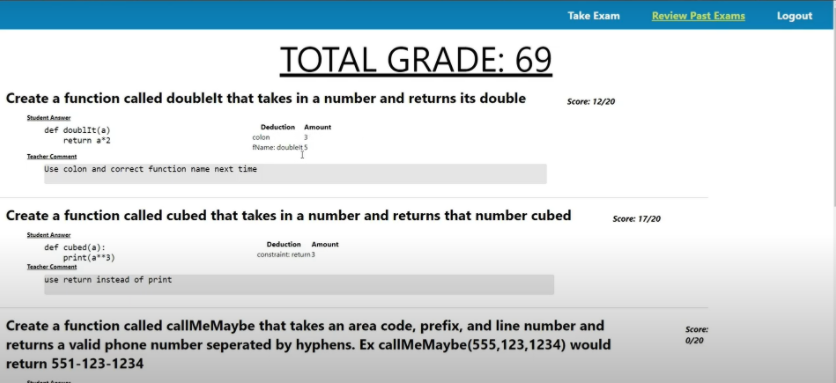 Take Exam Review Past Exams Logout
TOTAL GRADE: 69
Create a function called doubleIt that takes in a number and returns its double
Score: 12/20
Student Answer
def doublIt(a)
return a*2
Deduction Amount
colon 3
fName: doubleIt 5
Teacher Comment
Use colon and correct function name next time
Create a function called cubed that takes in a number and returns that number cubed
Score: 17/20
Student Answer
def cubed(a):
print(a**3)
Deduction Amount
constraint: return 3
Teacher Comment
use return instead of print
Create a function called callMeMaybe that takes an area code, prefix, and line number and
returns a valid phone number seperated by hyphens. Ex callMeMaybe(555,123,1234) would
return 551-123-1234
Score:
0/20
Student Answer